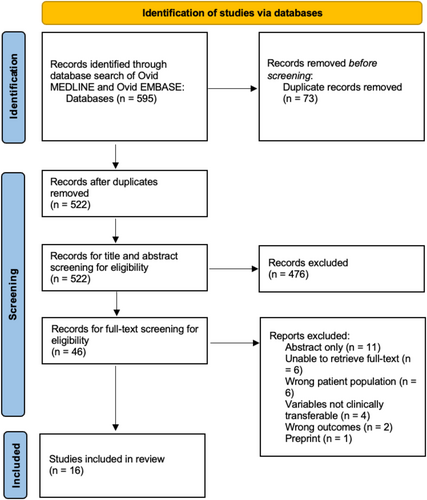 Identification of studies via databases
Identification
Records identified through
database search of Ovid
MEDLINE and Ovid EMBASE:
Databases (n = 595)
Records removed before
screening:
Duplicate records removed
(n = 73)
Screening
Records after duplicates
removed
(n = 522)
Records for title and abstract
screening for eligibility
(n = 522)
Records excluded
(n = 476)
Records for full-text screening for
eligibility
(n = 46)
Reports excluded:
Abstract only (n = 11)
Unable to retrieve full-text (n
= 6)
Wrong patient population (n =
6)
Variables not clinically
transferable (n = 4)
Wrong outcomes (n = 2)
Preprint (n = 1)
Included
Studies included in review
(n = 16)